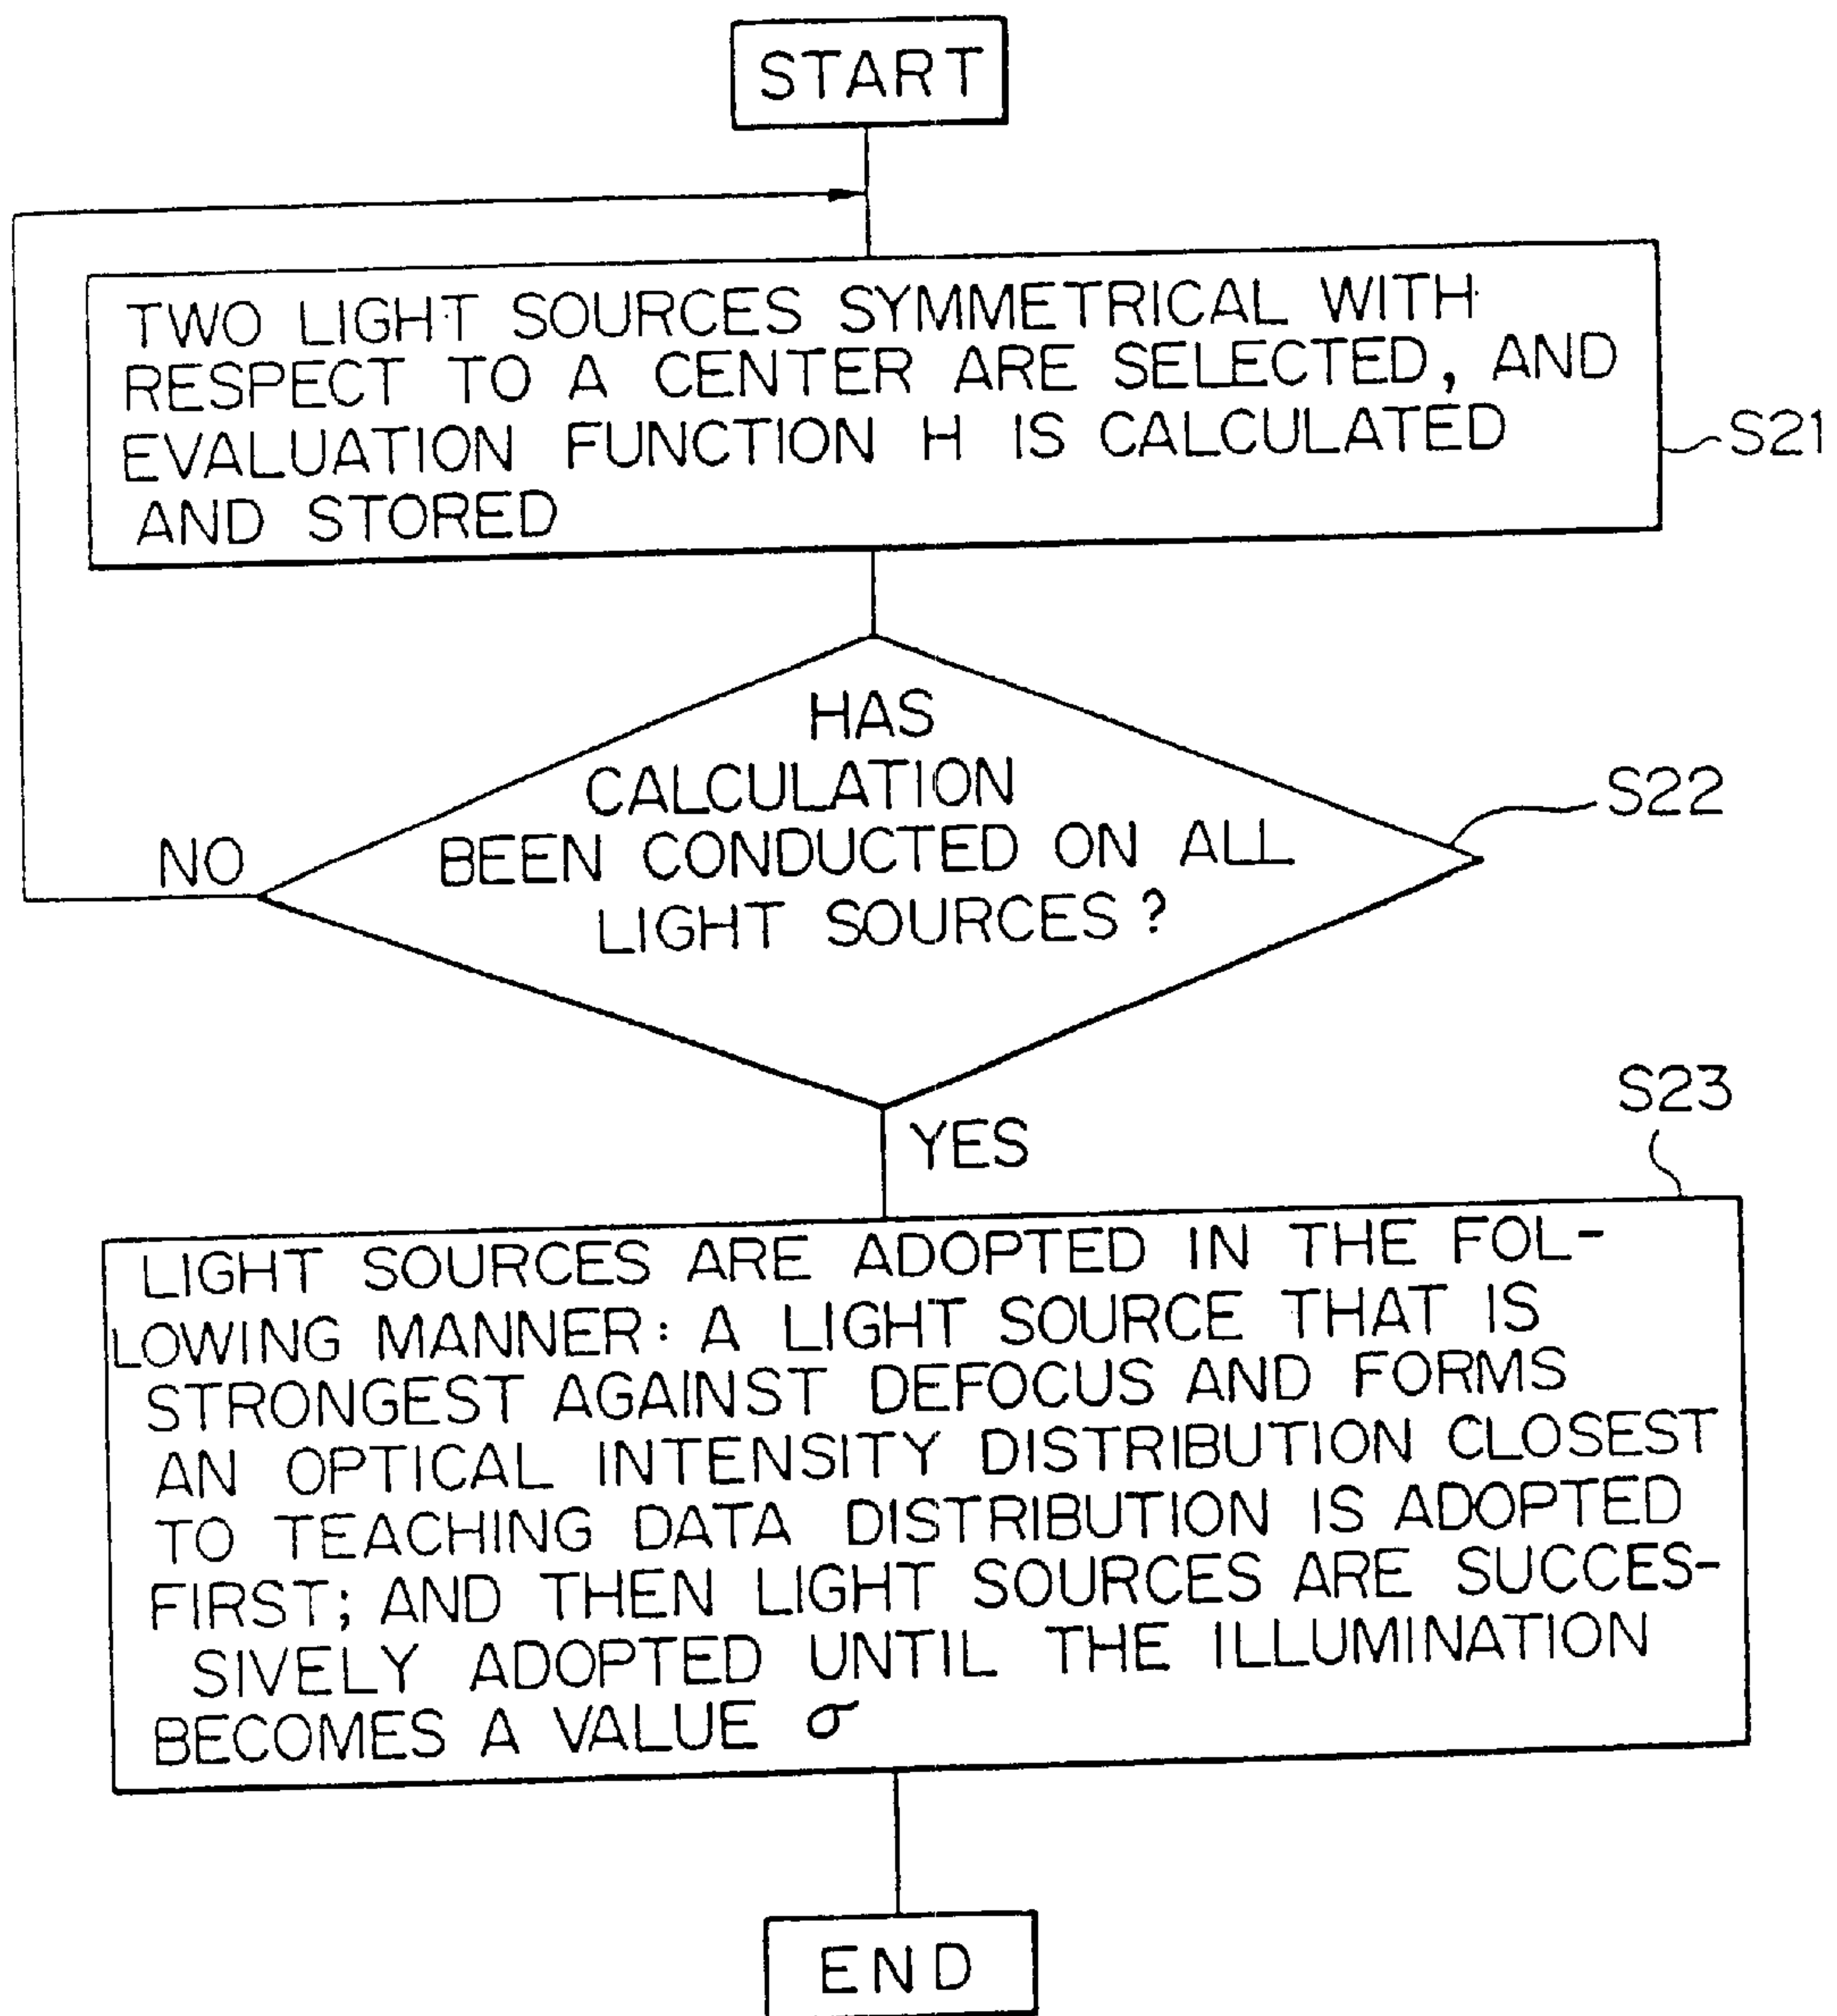 START
TWO LIGHT SOURCES SYMMETRICAL WITH
RESPECT TO A CENTER ARE SELECTED, AND
EVALUATION FUNCTION H IS CALCULATED
AND STORED
S21
HAS
CALCULATION
BEEN CONDUCTED ON ALL
LIGHT SOURCES?
S22
NO
YES
S23
LIGHT SOURCES ARE ADOPTED IN THE FOL-
LOWING MANNER: A LIGHT SOURCE THAT IS
STRONGEST AGAINST DEFOCUS AND FORMS
AN OPTICAL INTENSITY DISTRIBUTION CLOSEST
TO TEACHING DATA DISTRIBUTION IS ADOPTED
FIRST; AND THEN LIGHT SOURCES ARE SUCCES-
SIVELY ADOPTED UNTIL THE ILLUMINATION
BECOMES A VALUE σ
END